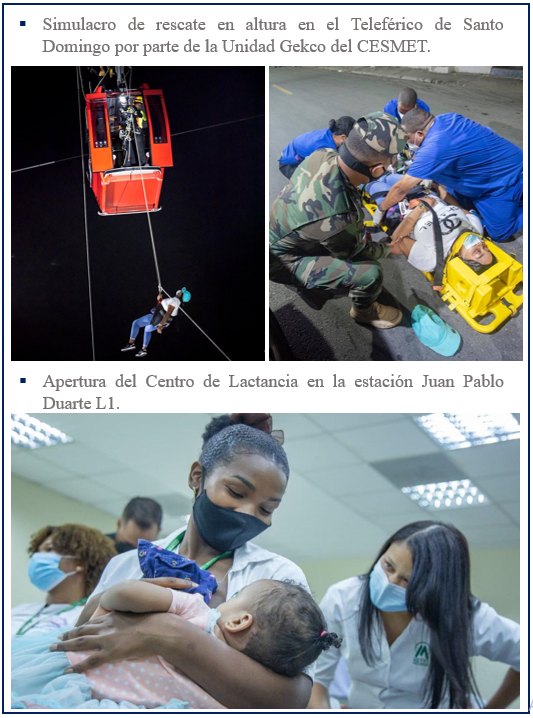 ▪ Simulacro de rescate en altura en el Teleférico de Santo
Domingo por parte de la Unidad Gekco del CESMET.
▪ Apertura del Centro de Lactancia en la estación Juan Pablo
Duarte L1.